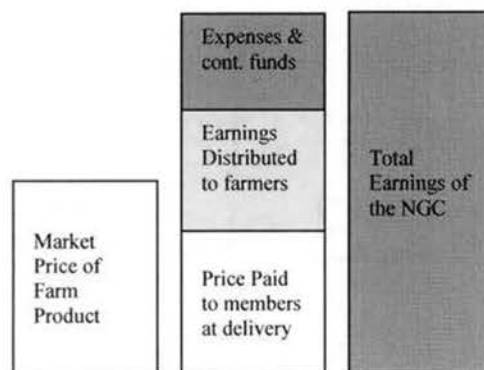 Expenses &
cont. funds
Earnings
Distributed
to farmers
Total
Earnings of
the NGC
Market
Price of
Farm
Product
Price Paid
to members
at delivery